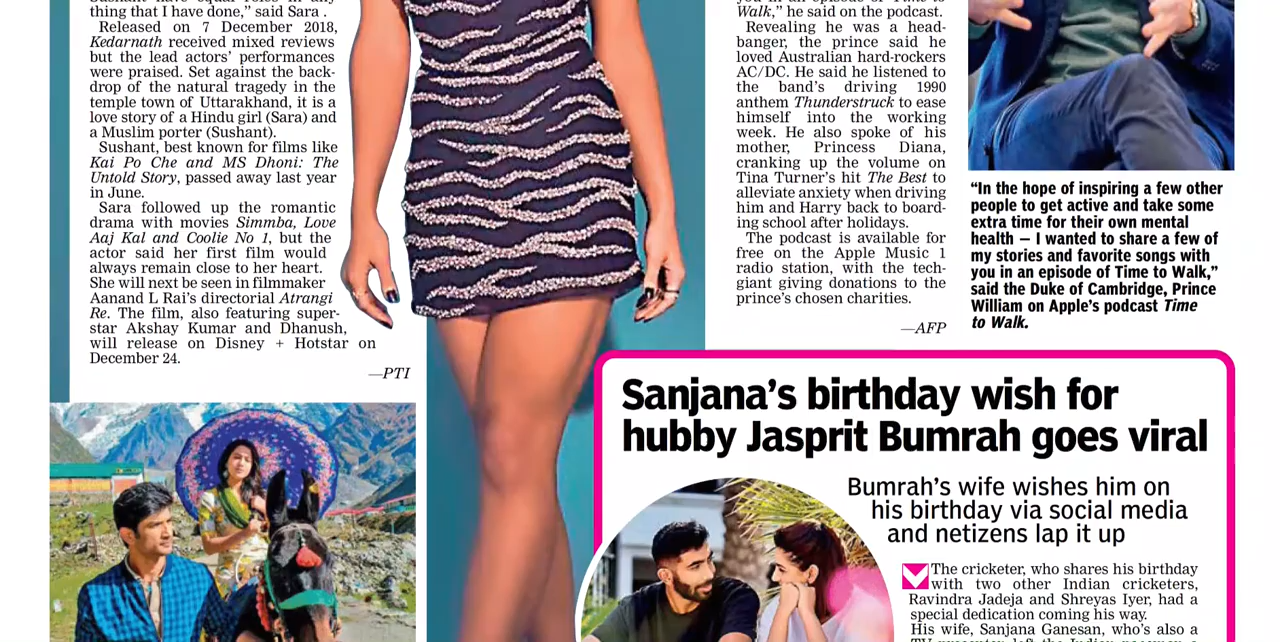 thing that I have done,” said Sara .
Released on 7 December 2018,
Kedarnath received mixed reviews
but the lead actors’ performances
were praised. Set against the back-
drop of the natural tragedy in the
temple town of Uttarakhand, it is a
love story of a Hindu girl (Sara) and
a Muslim porter (Sushant).
Sushant, best known for films like
Kai Po Che and MS Dhoni: The
Untold Story, passed away last year
in June.
Sara followed up the romantic
drama with movies Simmba, Love
Aaj Kal and Coolie No 1, but the
actor said her first film would
always remain close to her heart.
She will next be seen in filmmaker
Aanand L Rai’s directorial Atrangi
Re. The film, also featuring super-
star Akshay Kumar and Dhanush,
will release on Disney + Hotstar on
December 24.
—PTI
Walk,” he said on the podcast.
Revealing he was a head-
banger, the prince said he
loved Australian hard-rockers
AC/DC. He said he listened to
the band’s driving 1990
anthem Thunderstruck to ease
himself into the working
week. He also spoke of his
mother, Princess Diana,
cranking up the volume on
Tina Turner’s hit The Best to
alleviate anxiety when driving
him and Harry back to board-
ing school after holidays.
The podcast is available for
free on the Apple Music 1
radio station, with the tech-
giant giving donations to the
prince’s chosen charities.
—AFP
“In the hope of inspiring a few other
people to get active and take some
extra time for their own mental
health — I wanted to share a few of
my stories and favorite songs with
you in an episode of Time to Walk,”
said the Duke of Cambridge, Prince
William on Apple’s podcast Time
to Walk.
Sanjana’s birthday wish for
hubby Jasprit Bumrah goes viral
Bumrah’s wife wishes him on
his birthday via social media
and netizens lap it up
The cricketer, who shares his birthday
with two other Indian cricketers,
Ravindra Jadeja and Shreyas Iyer, had a
special dedication coming his way.
His wife, Sanjana Ganesan, who’s also a